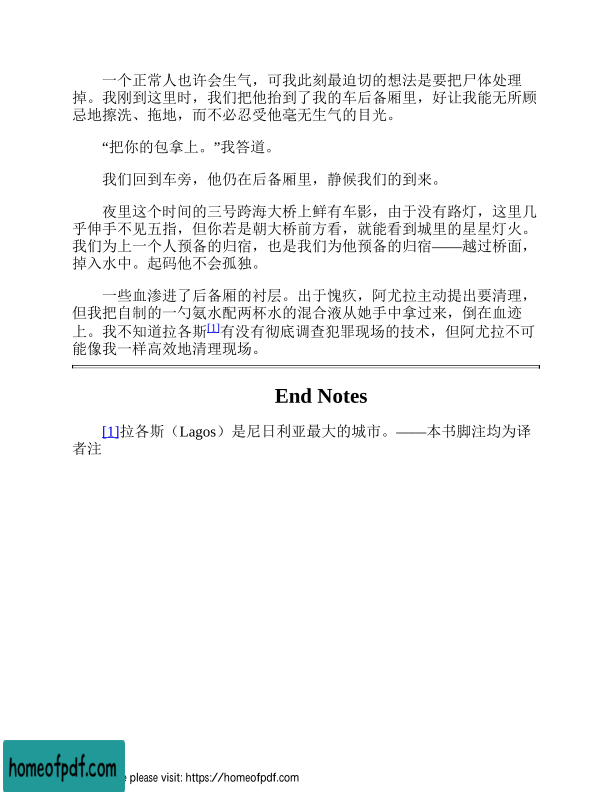 一个正常人也许会生气，可我此刻最迫切的想法是要把尸体处理
掉。我刚到这里时，我们把他抬到了我的车后备厢里，好让我能无所顾
忌地擦洗、拖地，而不必忍受他毫无生气的目光。
“把你的包拿上。”我答道。
我们回到车旁，他仍在后备厢里，静候我们的到来。
夜里这个时间的三号跨海大桥上鲜有车影，由于没有路灯，这里几
乎伸手不见五指，但你若是朝大桥前方看，就能看到城里的星星灯火。
我们为上一个人预备的归宿，也是我们为他预备的归宿——越过桥面，
掉入水中。起码他不会孤独。
一些血渗进了后备厢的衬层。出于愧疚，阿尤拉主动提出要清理，
但我把自制的一勺氨水配两杯水的混合液从她手中拿过来，倒在血迹
上。我不知道拉各斯[1]有没有彻底调查犯罪现场的技术，但阿尤拉不可
能像我一样高效地清理现场。
End Notes
[1]拉各斯（Lagos）是尼日利亚最大的城市。——本书脚注均为译
者注
homeofpdf.com
please visit: https://homeofpdf.com